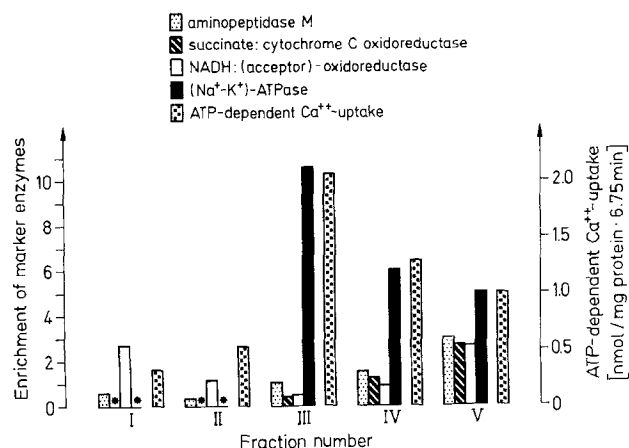 aminopeptidase M
succinate: cytochrome C oxidoreductase
NADH: (acceptor)-oxidoreductase
(Na⁺-K⁺)-ATPase
ATP-dependent Ca⁺⁺-uptake
Enrichment of marker enzymes
10
8
6
4
2
0
* * * *
I II III IV V
Fraction number
2.0
1.5
1.0
0.5
0
ATP-dependent Ca⁺⁺-uptake
[nmol/mg protein · 6.75min]